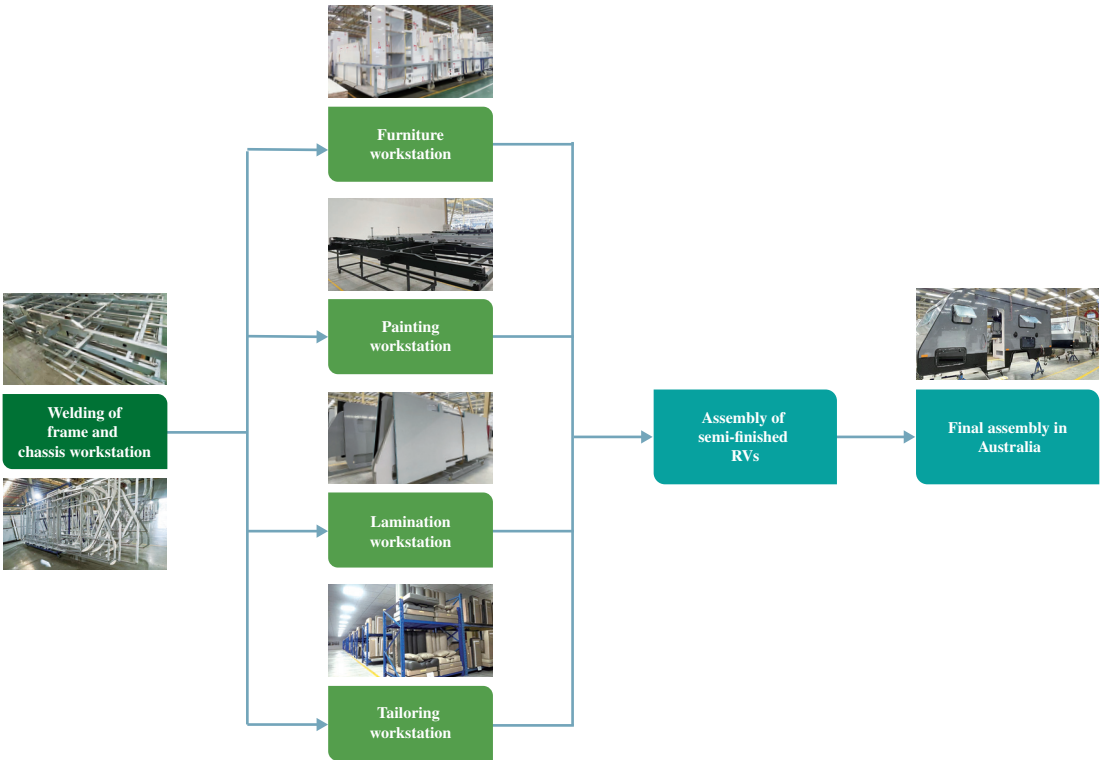 Furniture
workstation
Painting
workstation
Welding of
frame and
chassis workstation
Lamination
workstation
Tailoring
workstation
Assembly of
semi-finished
RVs
Final assembly in
Australia